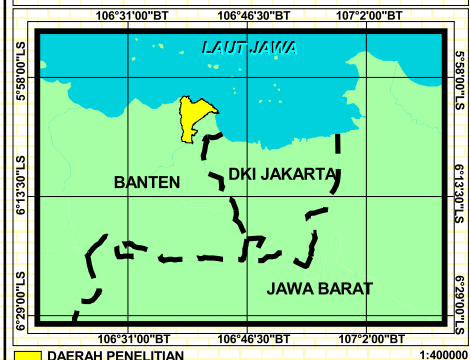 106°31'00"BT 106°46'30"BT 107°2'00"BT
LAUT JAWA
5°58'00"LS 5°58'00"LS
DKI JAKARTA
BANTEN
6°13'30"LS 6°13'30"LS
JAWA BARAT
6°29'00"LS 6°29'00"LS
106°31'00"BT 106°46'30"BT 107°2'00"BT
DAERAH PENELITIAN